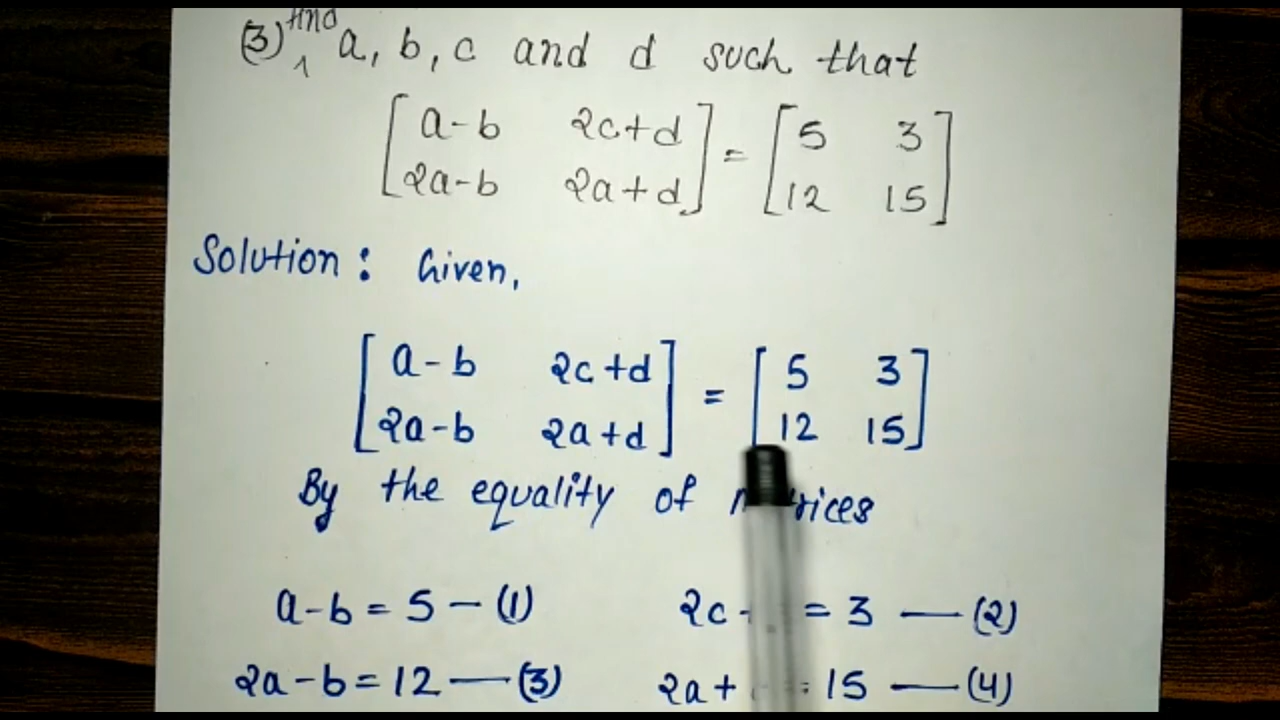 (3) find a, b, c and d such that
[a-b 2c+d] = [5 3]
[2a-b 2a+d] [12 15]
Solution : Given,
[a-b 2c+d] = [5 3]
[2a-b 2a+d] [12 15]
By the equality of
a-b = 5 — (1) 2c = 3 — (2)
2a-b = 12 — (3) 2a+ = 15 — (4)